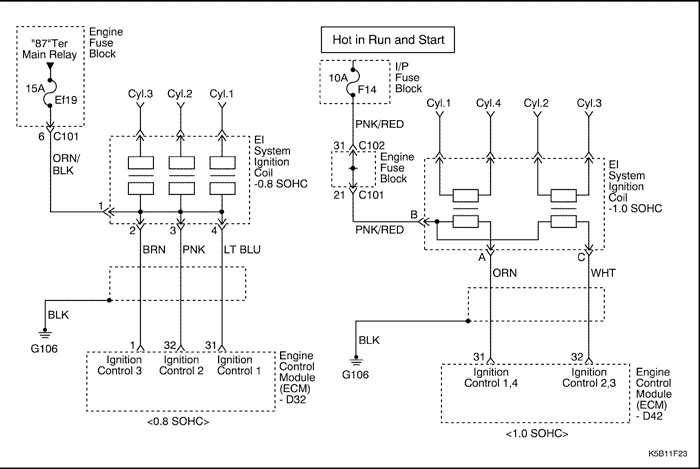 "87"Ter
Main Relay
Engine
Fuse
Block
15A
Ef19
6
C101
ORN/
BLK
Cyl.3
Cyl.2
Cyl.1
EI
System
Ignition
Coil
-0.8 SOHC
1
2
3
4
BRN
PNK
LT BLU
BLK
G106
1
32
31
Ignition
Control 3
Ignition
Control 2
Ignition
Control 1
Engine
Control
Module
(ECM)
- D32
<0.8 SOHC>
Hot in Run and Start
10A
F14
I/P
Fuse
Block
PNK/RED
31
C102
Engine
Fuse
Block
21
C101
PNK/RED
Cyl.1
Cyl.4
Cyl.2
Cyl.3
EI
System
Ignition
Coil
-1.0 SOHC
B
A
C
ORN
WHT
BLK
G106
31
32
Ignition
Control 1,4
Ignition
Control 2,3
Engine
Control
Module
(ECM)
- D42
<1.0 SOHC>
K5B11F23